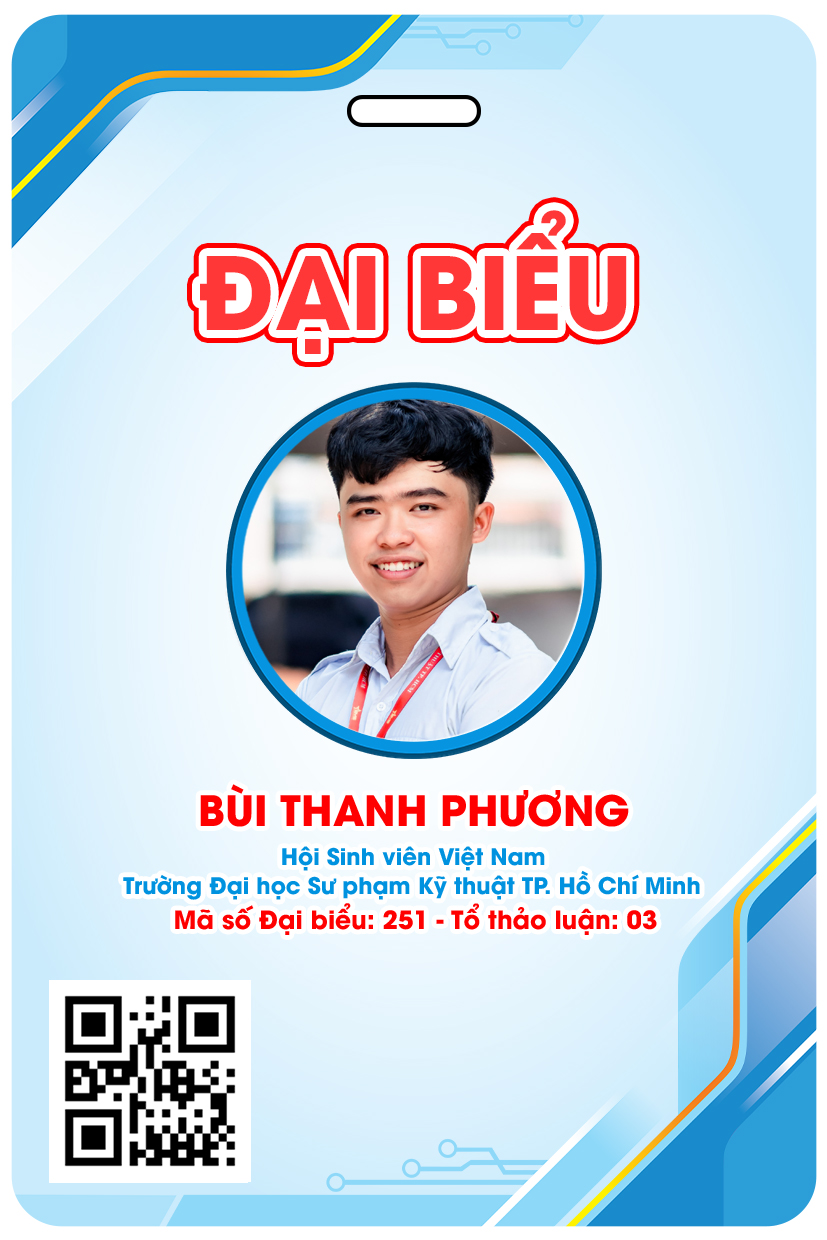 ĐẠI BIỂU
BÙI THANH PHƯƠNG
Hội Sinh viên Việt Nam
Trường Đại học Sư phạm Kỹ thuật TP. Hồ Chí Minh
Mã số Đại biểu: 251 - Tổ thảo luận: 03